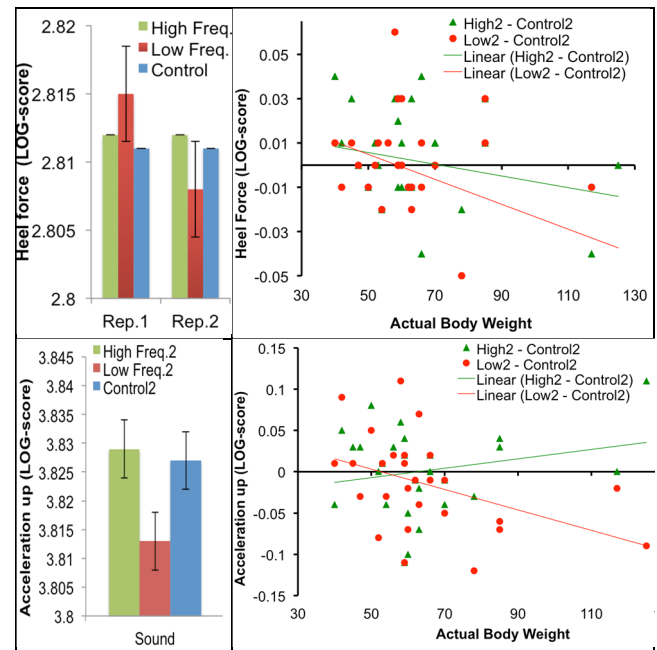 2.82
2.815
2.81
2.805
2.8
Heel force (LOG-score)
High Freq.
Low Freq.
Control
Rep.1 Rep.2
High2 - Control2
Low2 - Control2
Linear (High2 - Control2)
Linear (Low2 - Control2)
0.05
0.03
0.01
-0.01
-0.03
-0.05
Heel Force (LOG-score)
30 50 70 90 110 130
Actual Body Weight
3.845
3.84
3.835
3.83
3.825
3.82
3.815
3.81
3.805
3.8
Acceleration up (LOG-score)
High Freq.2
Low Freq.2
Control2
Sound
High2 - Control2
Low2 - Control2
Linear (High2 - Control2)
Linear (Low2 - Control2)
0.15
0.1
0.05
0
-0.05
-0.1
-0.15
Acceleration up (LOG-score)
30 50 70 90 110
Actual Body Weight